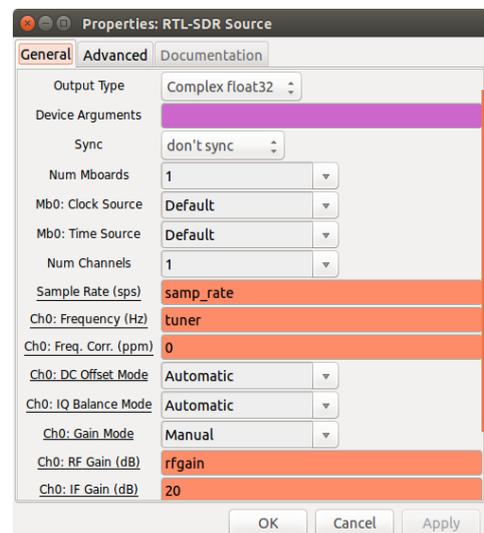 Properties: RTL-SDR Source
General Advanced Documentation
Output Type Complex float32
Device Arguments
Sync don't sync
Num Mboards 1
Mb0: Clock Source Default
Mb0: Time Source Default
Num Channels 1
Sample Rate (sps) samp_rate
Ch0: Frequency (Hz) tuner
Ch0: Freq. Corr. (ppm) 0
Ch0: DC Offset Mode Automatic
Ch0: IQ Balance Mode Automatic
Ch0: Gain Mode Manual
Ch0: RF Gain (dB) rfgain
Ch0: IF Gain (dB) 20
OK Cancel Apply